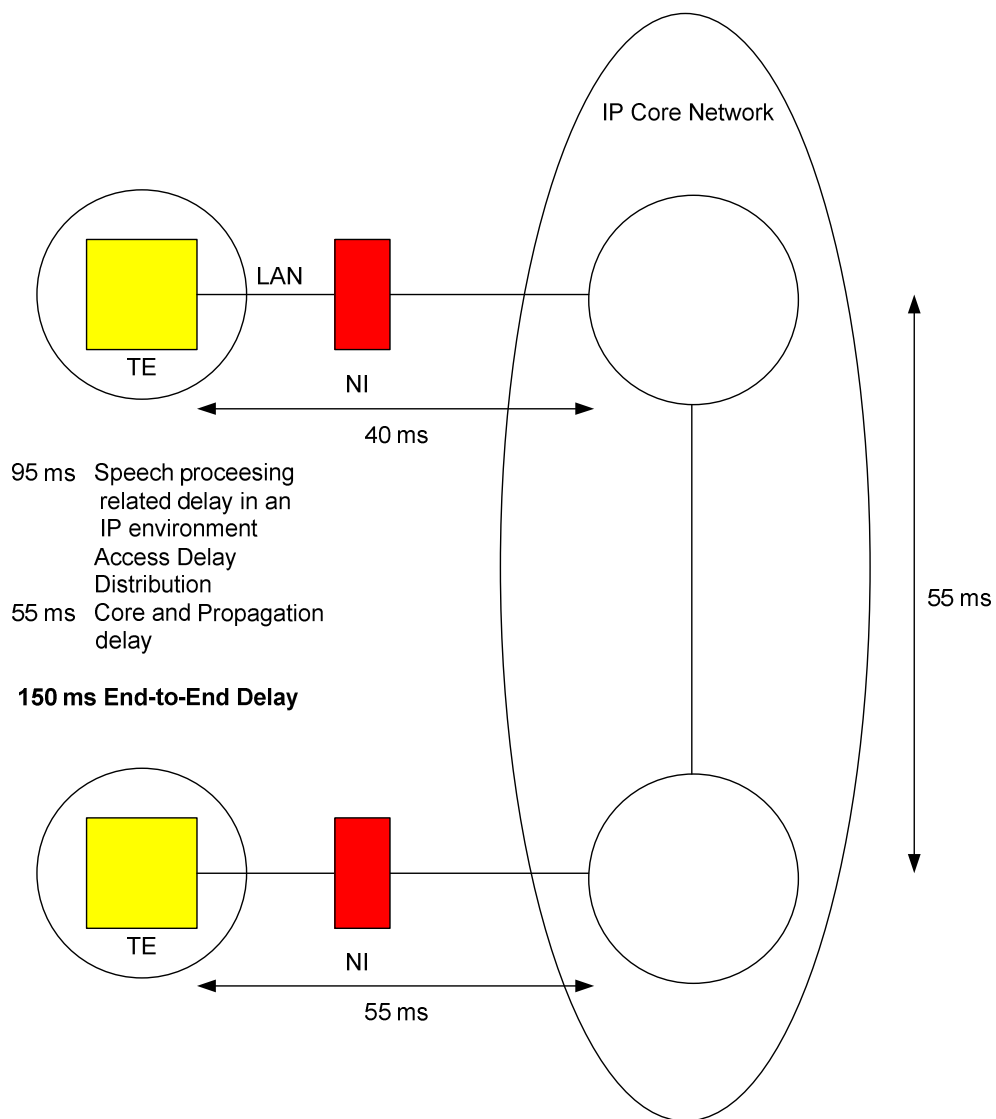 IP Core Network
LAN
TE
NI
40 ms
95 ms Speech proceesing
related delay in an
IP environment
Access Delay
Distribution
55 ms Core and Propagation
delay
55 ms
150 ms End-to-End Delay
TE
NI
55 ms